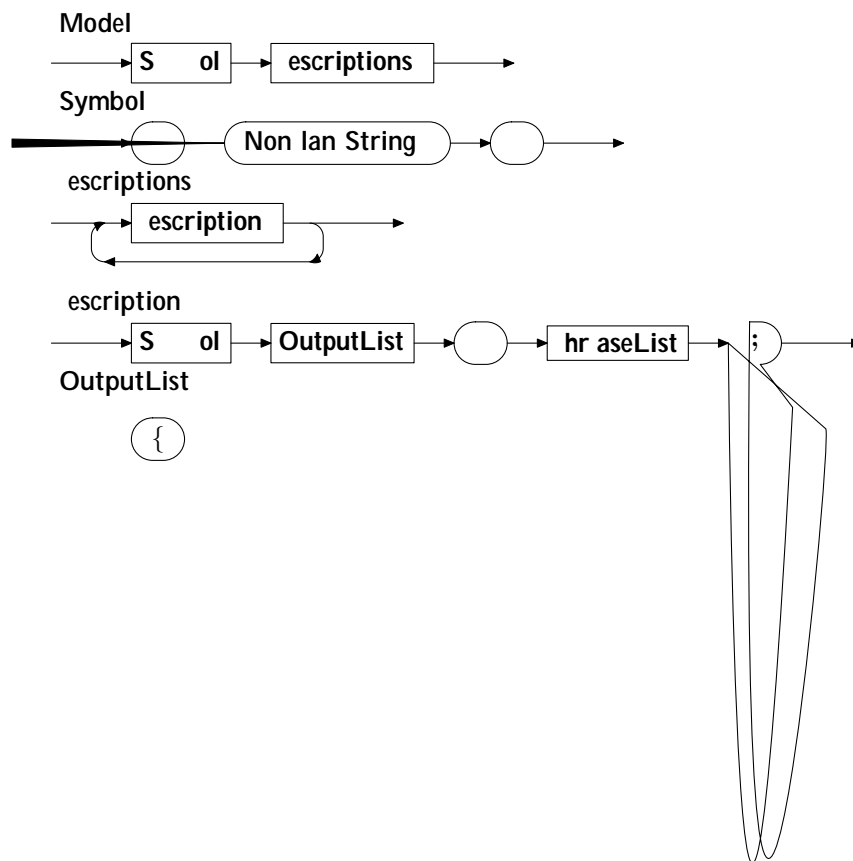 Model
S ol escriptions
Symbol
Non lan String
escriptions
escription
escription
S ol OutputList hr aseList ;
OutputList
{